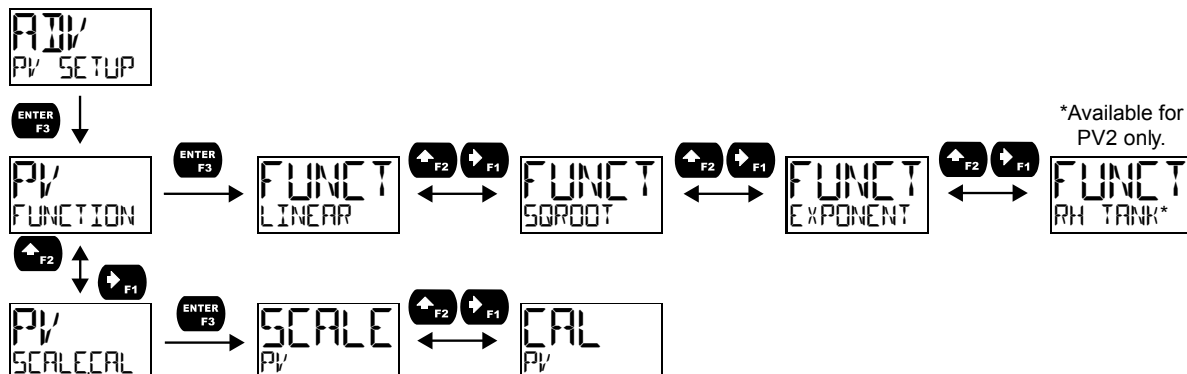 ADV
PV SETUP
ENTER
F3
*Available for
PV2 only.
PV
FUNCTION
ENTER
F3
FUNCT
LINEAR
F2
F1
FUNCT
SQROOT
F2
F1
FUNCT
EXPONENT
F2
F1
FUNCT
RH TANK*
F2
F1
PV
SCALE.CAL
ENTER
F3
SCALE
PV
F2
F1
CAL
PV